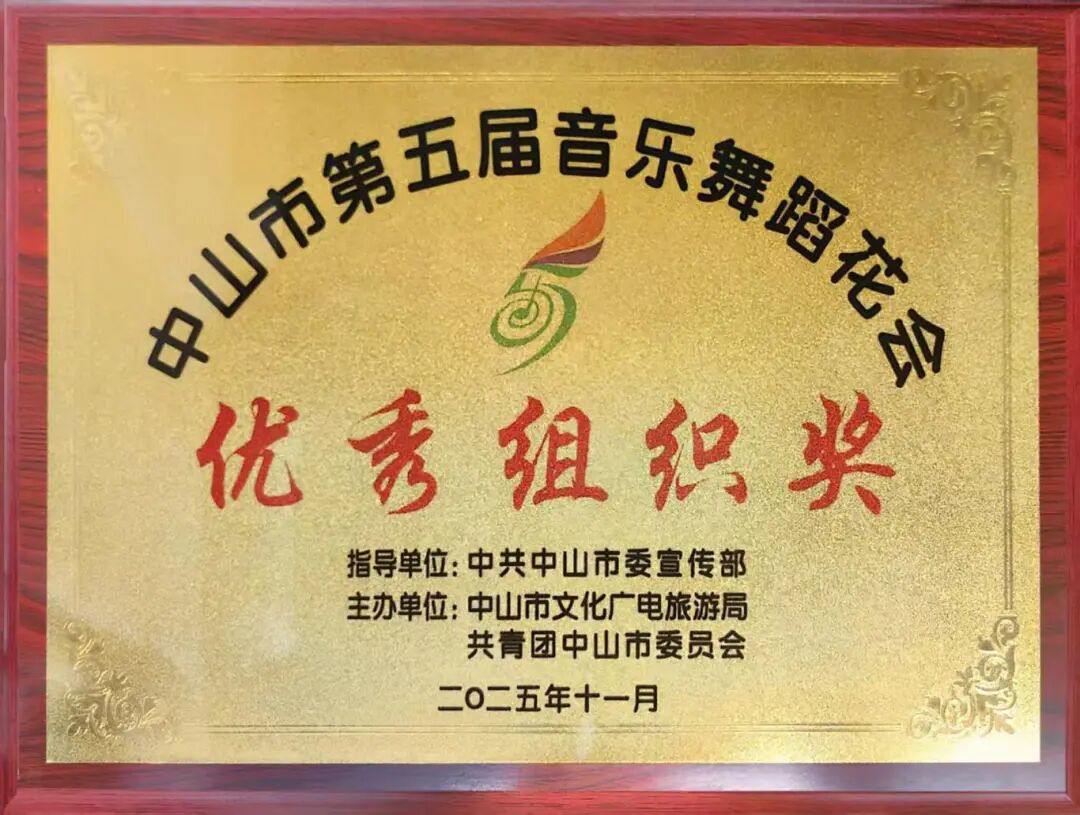 中山市第五届音乐舞蹈花会
优秀组织奖
指导单位：中共中山市委宣传部
主办单位：中山市文化广电旅游局
共青团中山市委员会
二〇二五年十一月